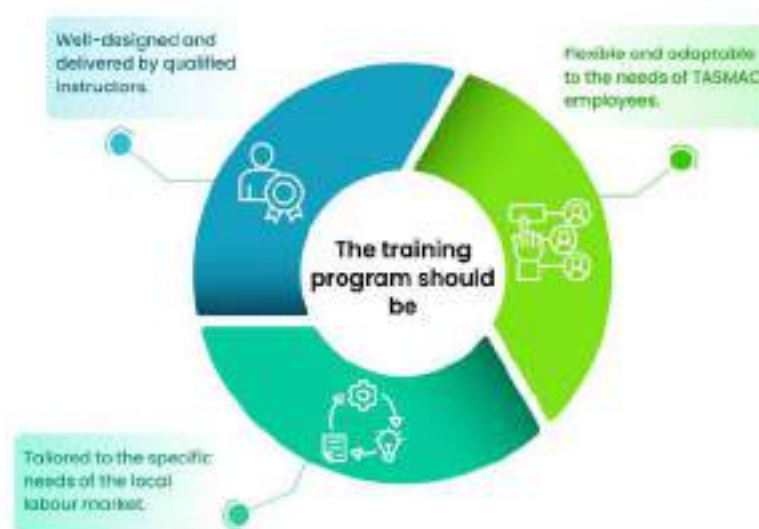 Well-designed and
delivered by qualified
instructors.
Flexible and adaptable
to the needs of TASMAC
employees.
The training
program should
be
Tailored to the specific
needs of the local
labour market.